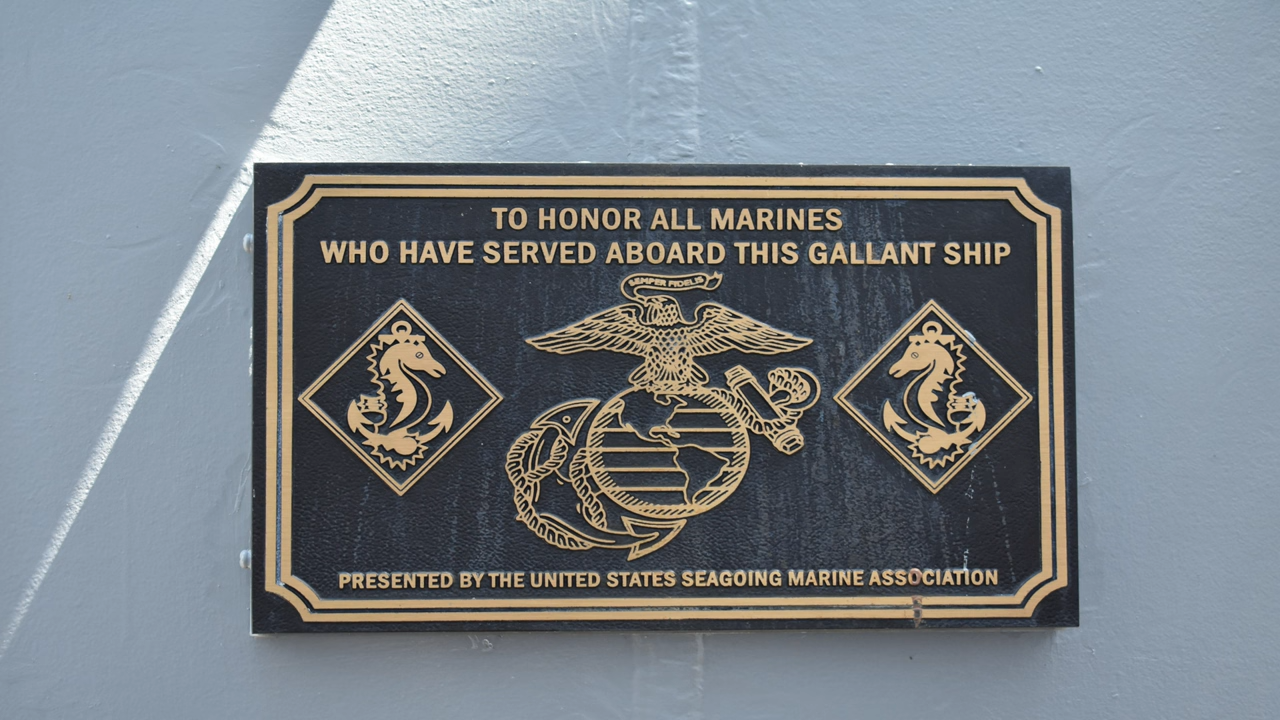 TO HONOR ALL MARINES
WHO HAVE SERVED ABOARD THIS GALLANT SHIP
SEMPER FIDELIS
PRESENTED BY THE UNITED STATES SEAGOING MARINE ASSOCIATION